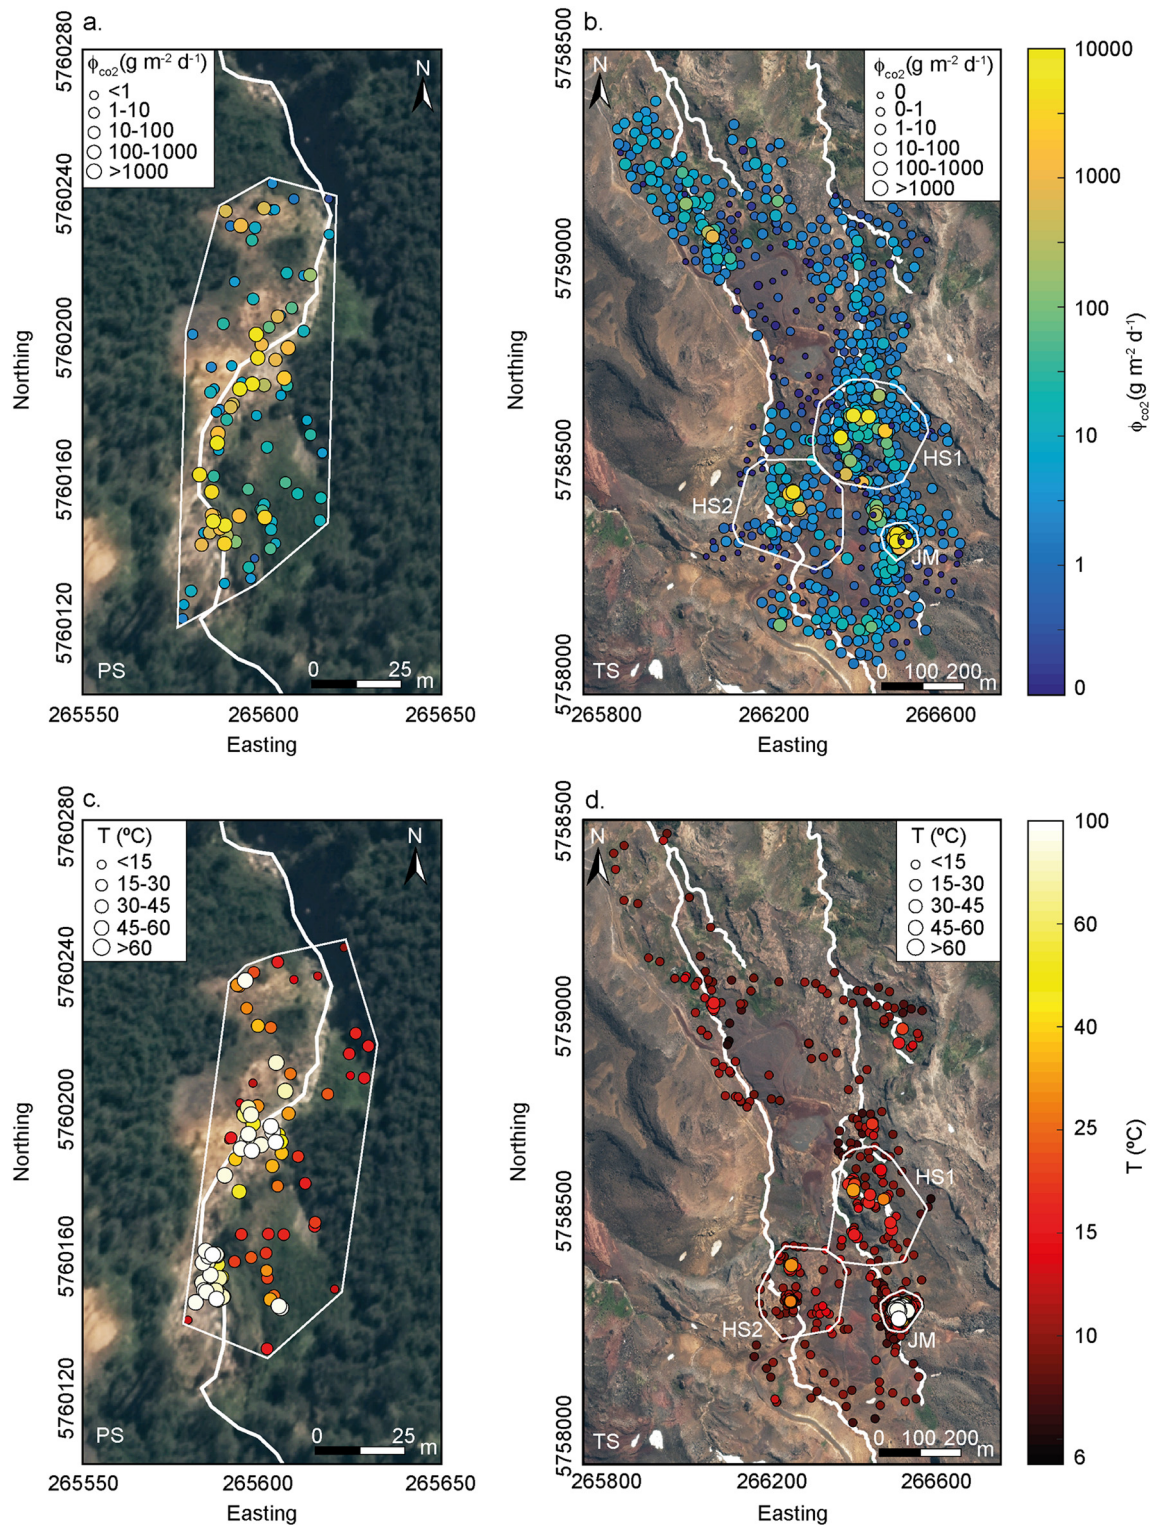 a.
ϕco2(g m-2 d-1)
<1
1-10
10-100
100-1000
>1000
N
5760280
5760240
5760200
5760160
5760120
Northing
PS
0 25 m
265550 265600 265650
Easting
b.
ϕco2(g m-2 d-1)
0
0-1
1-10
10-100
100-1000
>1000
N
5758500
5759000
5758500
5758000
Northing
HS1
HS2
JM
TS
0 100 200 m
265800 266200 266600
Easting
10000
1000
100
10
1
0
ϕco2(g m-2 d-1)
c.
T (ºC)
<15
15-30
30-45
45-60
>60
N
5760280
5760240
5760200
5760160
5760120
Northing
PS
0 25 m
265550 265600 265650
Easting
d.
T (ºC)
<15
15-30
30-45
45-60
>60
N
5758500
5759000
5758500
5758000
Northing
HS1
HS2
JM
TS
0 100 200 m
265800 266200 266600
Easting
100
60
40
25
15
10
6
T (ºC)